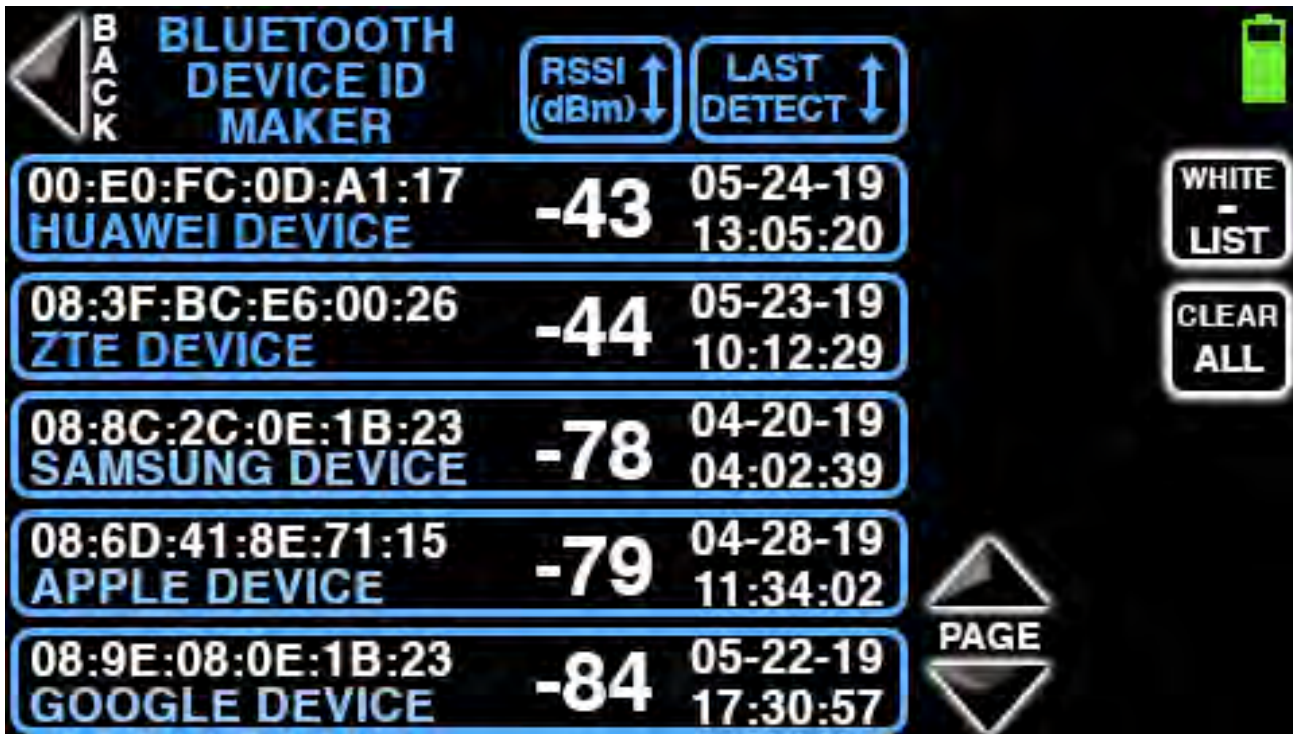 BACK
BLUETOOTH
DEVICE ID
MAKER
RSSI
(dBm)
LAST
DETECT
00:E0:FC:0D:A1:17
HUAWEI DEVICE
-43
05-24-19
13:05:20
WHITE
-
LIST
08:3F:BC:E6:00:26
ZTE DEVICE
-44
05-23-19
10:12:29
CLEAR
ALL
08:8C:2C:0E:1B:23
SAMSUNG DEVICE
-78
04-20-19
04:02:39
08:6D:41:8E:71:15
APPLE DEVICE
-79
04-28-19
11:34:02
PAGE
08:9E:08:0E:1B:23
GOOGLE DEVICE
-84
05-22-19
17:30:57